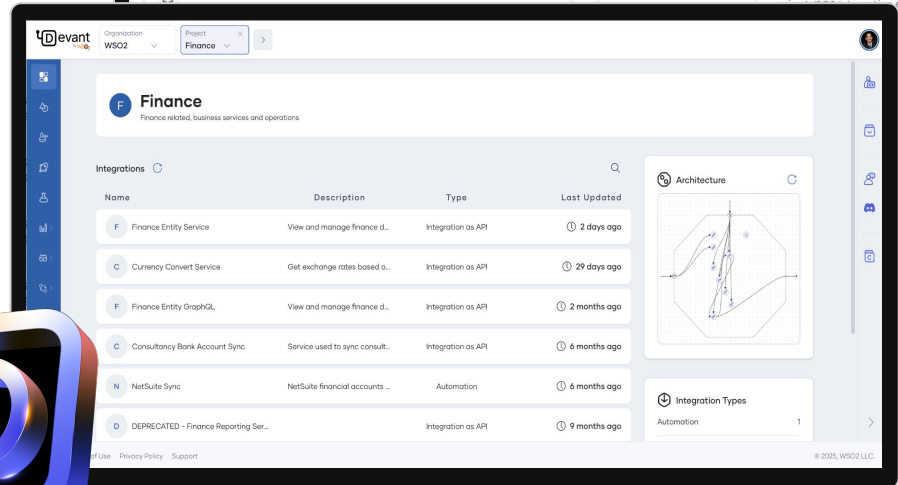 Devant
by WSO2
Organization
WSO2
Project
Finance
F
Finance
Finance related, business services and operations
Integrations
Name Description Type Last Updated
F Finance Entity Service View and manage finance d... Integration as API 2 days ago
C Currency Convert Service Get exchange rates based o... Integration as API 29 days ago
F Finance Entity GraphQL View and manage finance d... Integration as API 2 months ago
C Consultancy Bank Account Sync Service used to sync consult... Integration as API 6 months ago
N NetSuite Sync NetSuite financial accounts ... Automation 6 months ago
D DEPRECATED - Finance Reporting Ser... Integration as API 9 months ago
Architecture
Integration Types
Automation 1
of Use Privacy Policy Support
© 2025, WSO2 LLC.